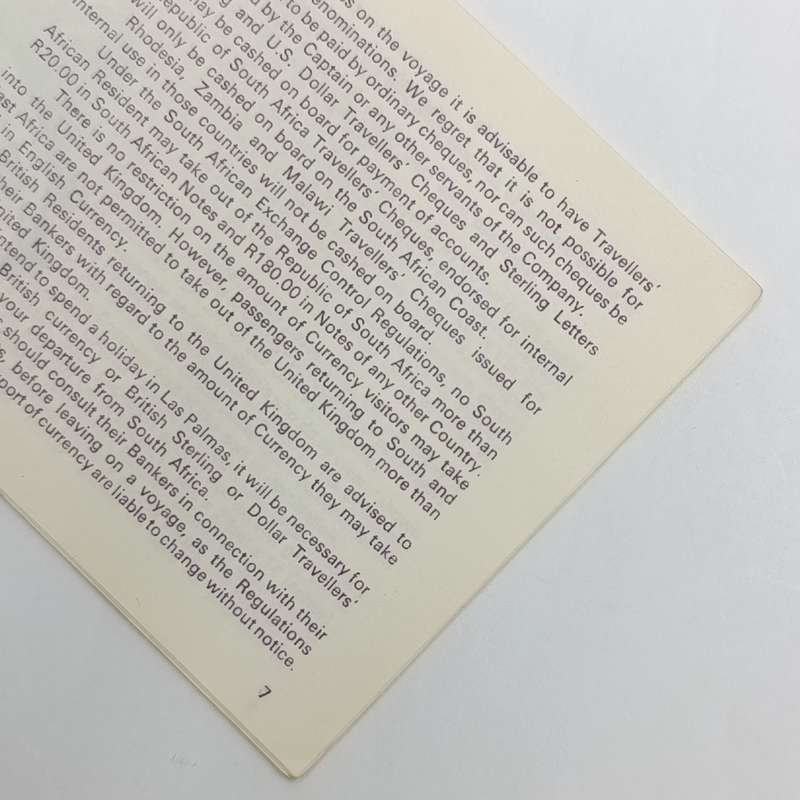 on the voyage it is advisable to have Travellers'
enominations. We regret that it is not possible for
to be paid by ordinary cheques, nor can such cheques be
by the Captain or any other servants of the Company.
and U.S. Dollar Travellers' Cheques and Sterling Letters
may be cashed on board for payment of accounts.
epublic of South Africa Travellers' Cheques, endorsed for internal
will only be cashed on board on the South African Coast.
Rhodesia, Zambia and Malawi Travellers' Cheques issued for
internal use in those countries will not be cashed on board.
Under the South African Exchange Control Regulations, no South
African Resident may take out of the Republic of South Africa more than
R20.00 in South African Notes and R180.00 in Notes of any other Country.
There is no restriction on the amount of Currency visitors may take
into the United Kingdom. However, passengers returning to South and
ast Africa are not permitted to take out of the United Kingdom more than
in English Currency.
British Residents returning to the United Kingdom are advised to
heir Bankers with regard to the amount of Currency they may take
nited Kingdom.
ntend to spend a holiday in Las Palmas, it will be necessary for
British currency or British Sterling or Dollar Travellers'
your departure from South Africa.
should consult their Bankers in connection with their
before leaving on a voyage, as the Regulations
port of currency are liable to change without notice.
7